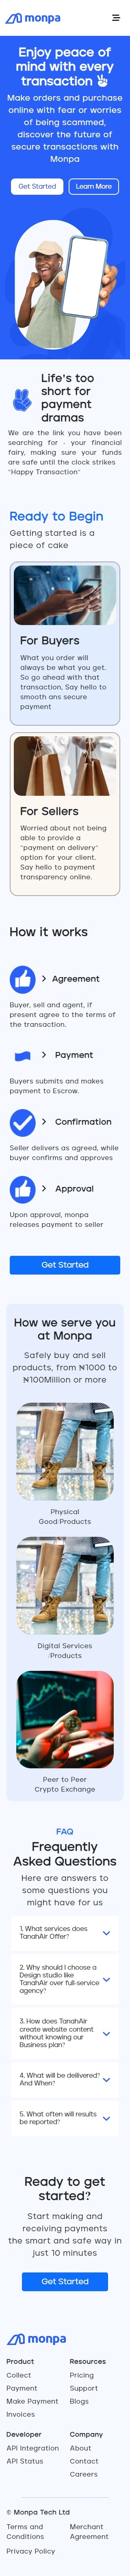 monpa
Enjoy peace of
mind with every
transaction
Make orders and purchase
online with fear or worries
of being scammed,
discover the future of
secure transactions with
Monpa
Get Started
Learn More
Life's too
short for
payment
dramas
We are the link you have been
searching for - your financial
fairy, making sure your funds
are safe until the clock strikes
"Happy Transaction"
Ready to Begin
Getting started is a
piece of cake
For Buyers
What you order will
always be what you get.
So go ahead with that
transaction, Say hello to
smooth ans secure
payment
For Sellers
Worried about not being
able to provide a
"payment on delivery"
option for your client.
Say hello to payment
transparency online.
How it works
Agreement
Buyer, sell and agent, if
present agree to the terms of
the transaction.
Payment
Buyers submits and makes
payment to Escrow.
Confirmation
Seller delivers as agreed, while
buyer confirms and approves
Approval
Upon approval, monpa
releases payment to seller
Get Started
How we serve you
at Monpa
Safely buy and sell
products, from ₦1000 to
₦100Million or more
Physical
Good/Products
Digital Services
/Products
Peer to Peer
Crypto Exchange
FAQ
Frequently
Asked Questions
Here are answers to
some questions you
might have for us
1. What services does
TanahAir Offer?
2. Why should I choose a
Design studio like
TanahAir over full-service
agency?
3. How does TanahAir
create website content
without knowing our
Business plan?
4. What will be delivered?
And When?
5. What often will results
be reported?
Ready to get
started?
Start making and
receiving payments
the smart and safe way in
just 10 minutes
Get Started
monpa
Product
Collect
Payment
Make Payment
Invoices
Resources
Pricing
Support
Blogs
Developer
API Integration
API Status
Company
About
Contact
Careers
© Monpa Tech Ltd
Terms and
Conditions
Merchant
Agreement
Privacy Policy